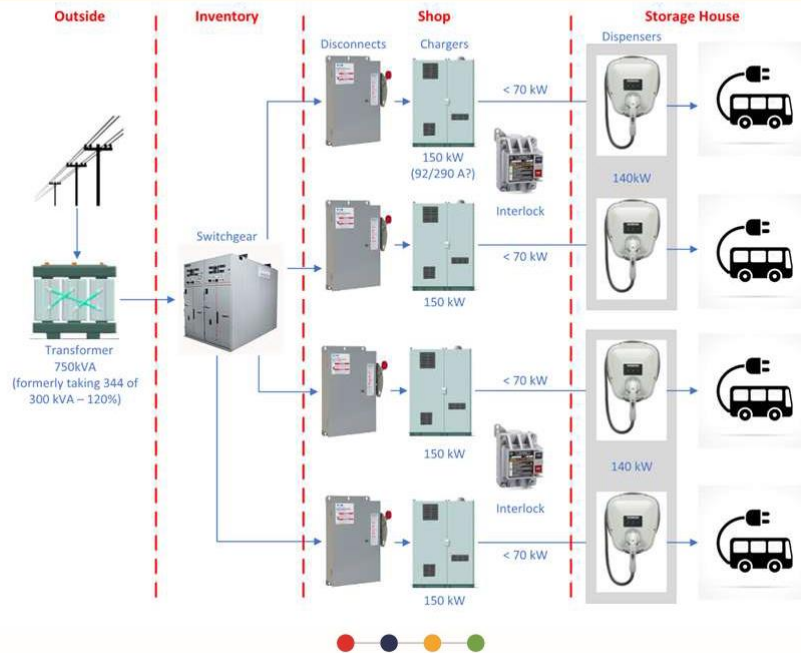 Outside
Inventory
Shop
Storage House
Disconnects
Chargers
Dispensers
< 70 kW
150 kW
(92/290 A?)
140kW
Interlock
Switchgear
< 70 kW
150 kW
Transformer
750kVA
(formerly taking 344 of
300 kVA – 120%)
< 70 kW
150 kW
140 kW
Interlock
< 70 kW
150 kW